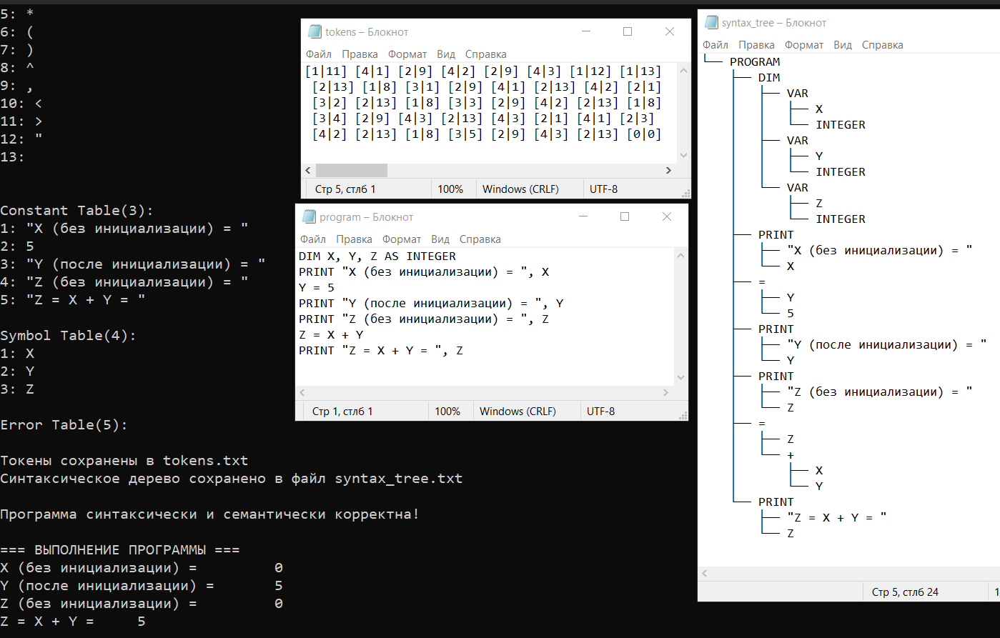 5: *
6: (
7: )
8: ^
9: ,
10: <
11: >
12: "
13:
Constant Table(3):
1: "X (без инициализации) = "
2: 5
3: "Y (после инициализации) = "
4: "Z (без инициализации) = "
5: "Z = X + Y = "
Symbol Table(4):
1: X
2: Y
3: Z
Error Table(5):
Токены сохранены в tokens.txt
Синтаксическое дерево сохранено в файл syntax_tree.txt
Программа синтаксически и семантически корректна!
=== ВЫПОЛНЕНИЕ ПРОГРАММЫ ===
X (без инициализации) =         0
Y (после инициализации) =       5
Z (без инициализации) =         0
Z = X + Y =     5
tokens – Блокнот
Файл Правка Формат Вид Справка
[1|11] [4|1] [2|9] [4|2] [2|9] [4|3] [1|12] [1|13]
[2|13] [1|8] [3|1] [2|9] [4|1] [2|13] [4|2] [2|1]
[3|2] [2|13] [1|8] [3|3] [2|9] [4|2] [2|13] [1|8]
[3|4] [2|9] [4|3] [2|13] [4|3] [2|1] [4|1] [2|3]
[4|2] [2|13] [1|8] [3|5] [2|9] [4|3] [2|13] [0|0]
Стр 5, стлб 1 100% Windows (CRLF) UTF-8
program – Блокнот
Файл Правка Формат Вид Справка
DIM X, Y, Z AS INTEGER
PRINT "X (без инициализации) = ", X
Y = 5
PRINT "Y (после инициализации) = ", Y
PRINT "Z (без инициализации) = ", Z
Z = X + Y
PRINT "Z = X + Y = ", Z
Стр 1, стлб 1 100% Windows (CRLF) UTF-8
syntax_tree – Блокнот
Файл Правка Формат Вид Справка
└── PROGRAM
    ├── DIM
    │   ├── VAR
    │   │   ├── X
    │   │   └── INTEGER
    │   ├── VAR
    │   │   ├── Y
    │   │   └── INTEGER
    │   └── VAR
    │       ├── Z
    │       └── INTEGER
    ├── PRINT
    │   ├── "X (без инициализации) = "
    │   └── X
    ├── =
    │   ├── Y
    │   └── 5
    ├── PRINT
    │   ├── "Y (после инициализации) = "
    │   └── Y
    ├── PRINT
    │   ├── "Z (без инициализации) = "
    │   └── Z
    ├── =
    │   ├── Z
    │   └── +
    │       ├── X
    │       └── Y
    └── PRINT
        ├── "Z = X + Y = "
        └── Z
Стр 5, стлб 24